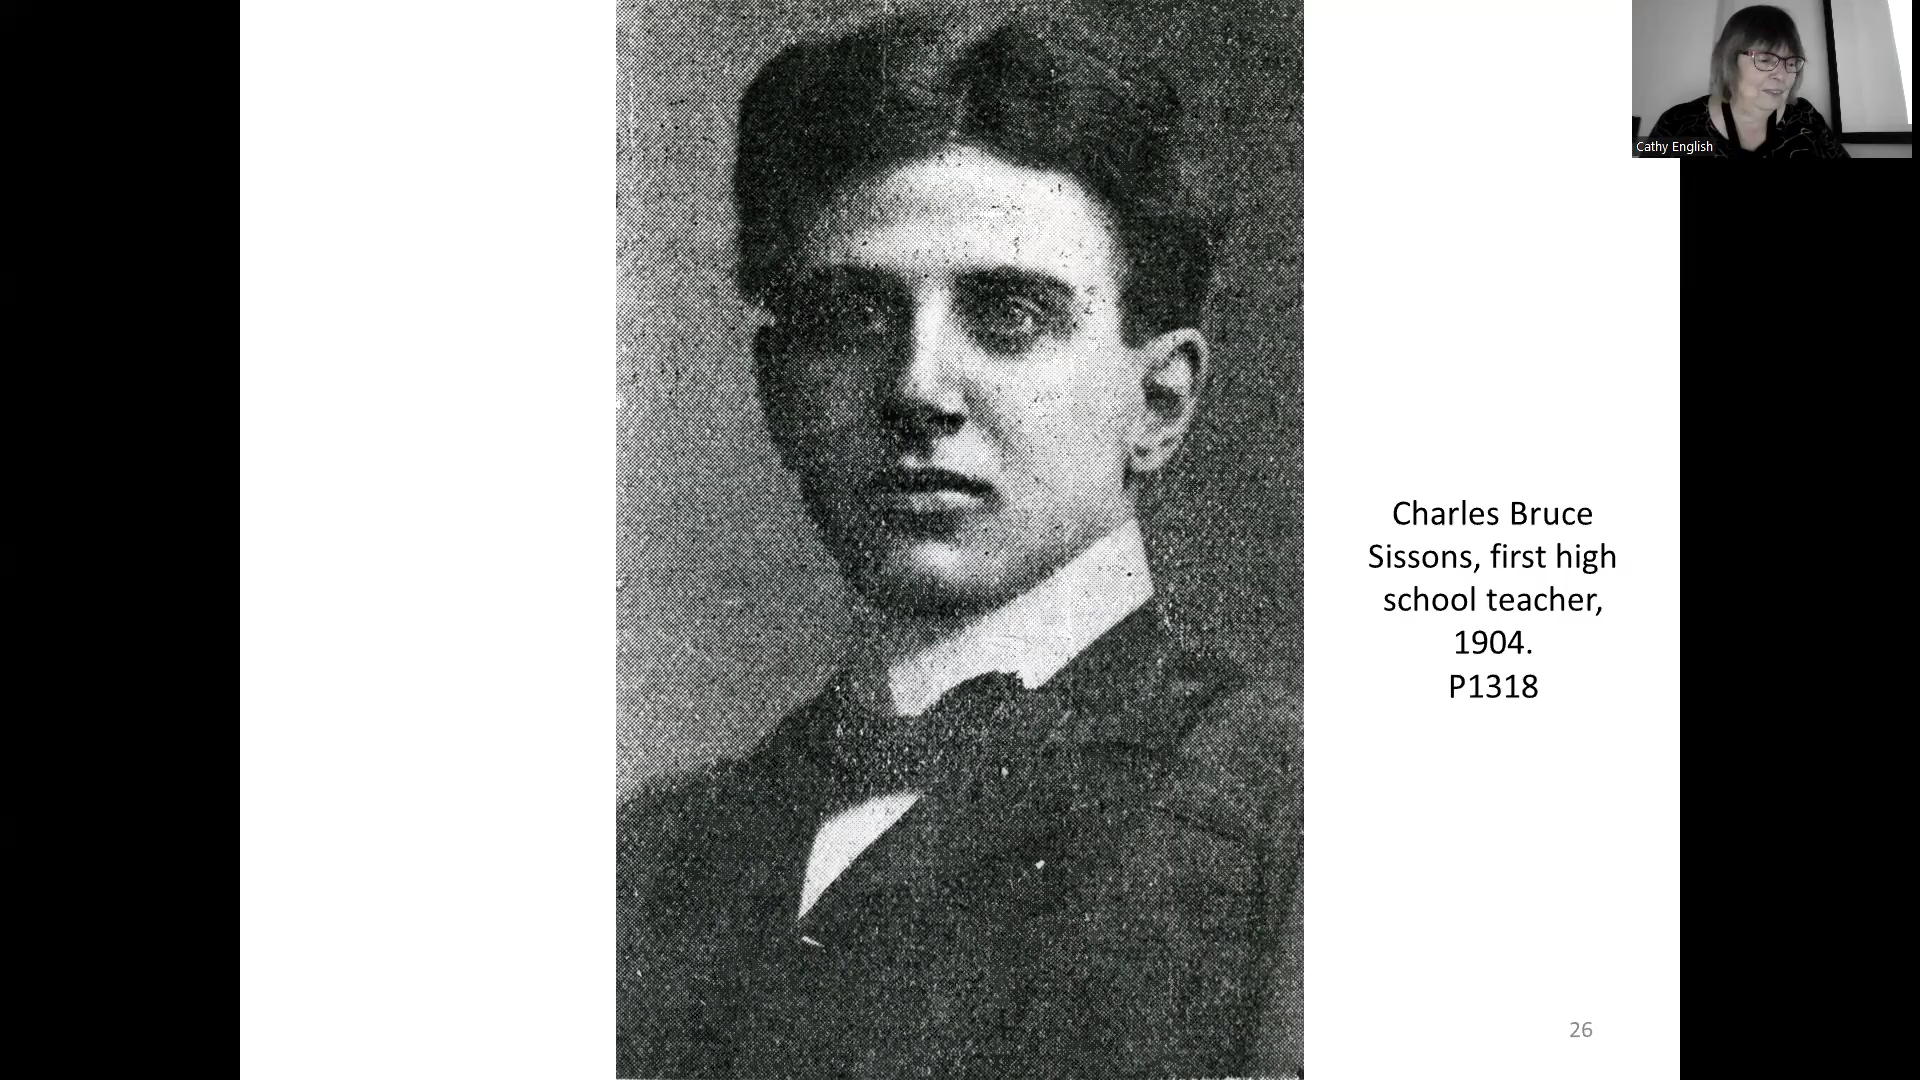 Cathy English
Charles Bruce
Sissons, first high
school teacher,
1904.
P1318
26